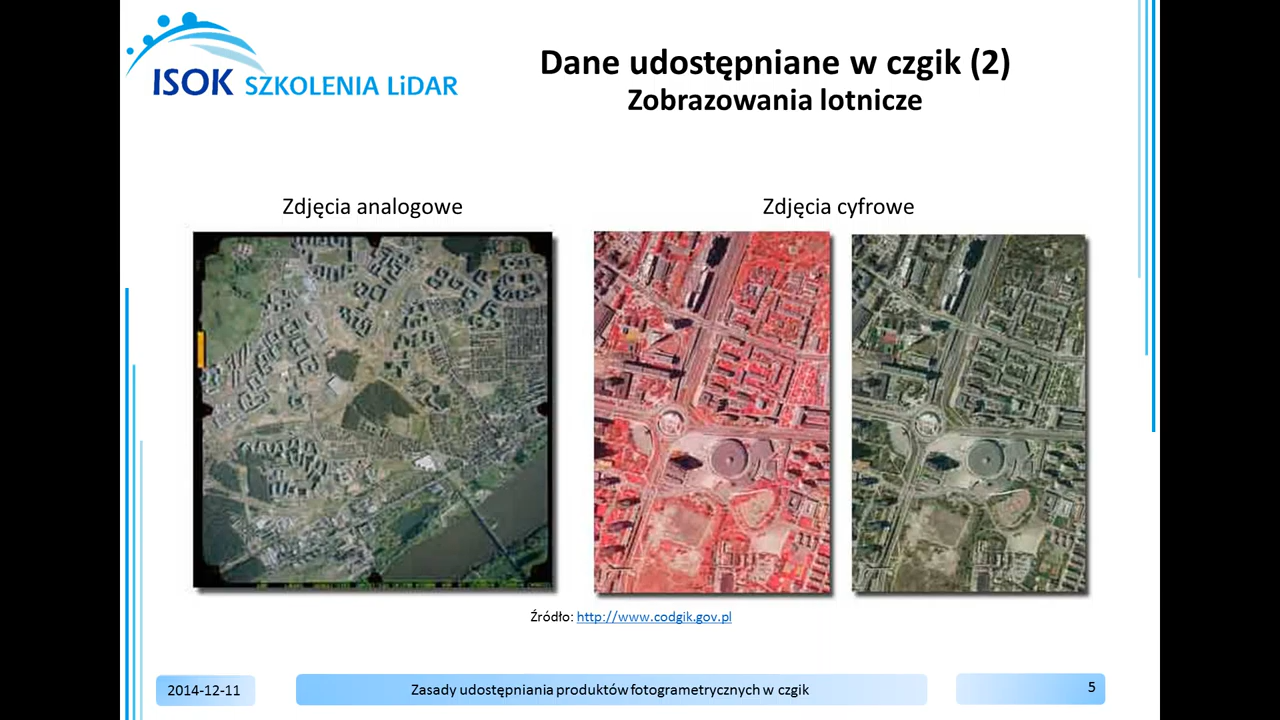 ISOK SZKOLENIA LiDAR
Dane udostępniane w czgik (2)
Zobrazowania lotnicze
Zdjęcia analogowe
Zdjęcia cyfrowe
Źródło: http://www.codgik.gov.pl
2014-12-11
Zasady udostępniania produktów fotogrametrycznych w czgik
5